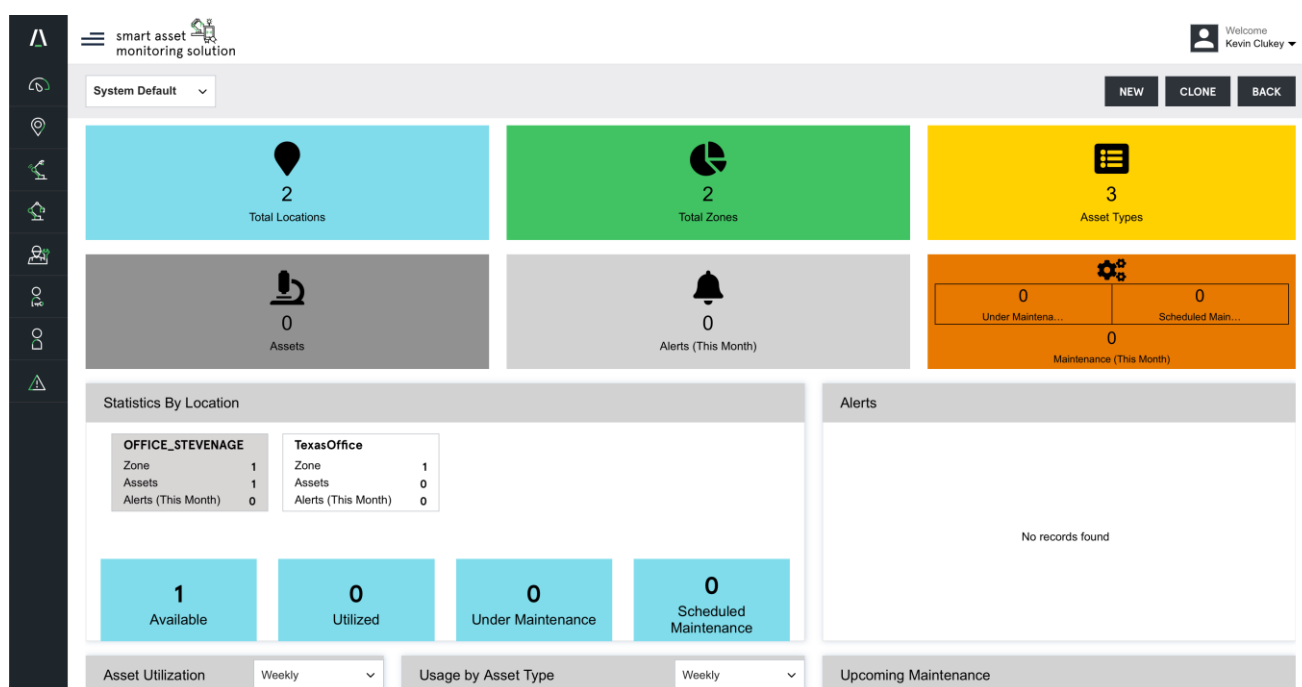 smart asset
monitoring solution
Welcome
Kevin Clukey
System Default
NEW
CLONE
BACK
2
Total Locations
2
Total Zones
3
Asset Types
0
Assets
0
Alerts (This Month)
0
Under Maintena...
0
Scheduled Main...
0
Maintenance (This Month)
Statistics By Location
OFFICE_STEVENAGE
Zone 1
Assets 1
Alerts (This Month) 0
TexasOffice
Zone 1
Assets 0
Alerts (This Month) 0
1
Available
0
Utilized
0
Under Maintenance
0
Scheduled
Maintenance
Alerts
No records found
Asset Utilization
Weekly
Usage by Asset Type
Weekly
Upcoming Maintenance